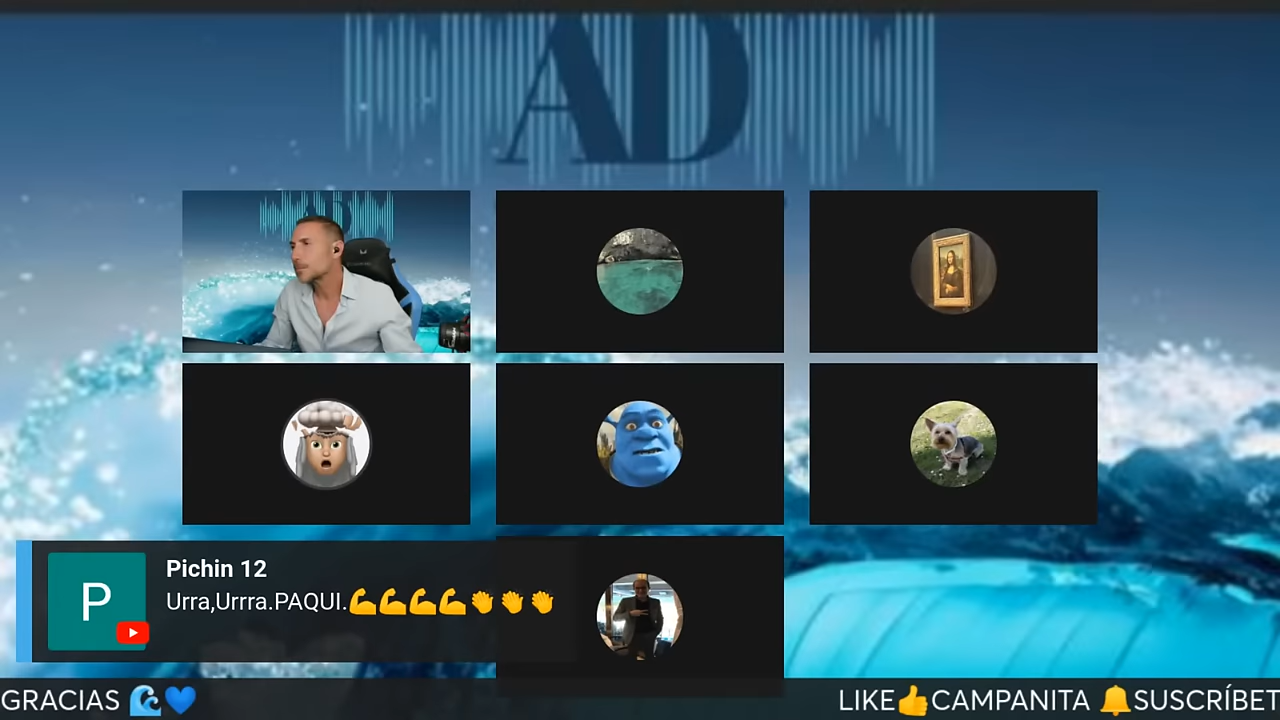 AD
Pichin 12
Urra,Urrra.PAQUI.💪💪💪💪👏👏👏
P
GRACIAS 🌊💙
LIKE👍CAMPANITA 🔔SUSCRÍBET